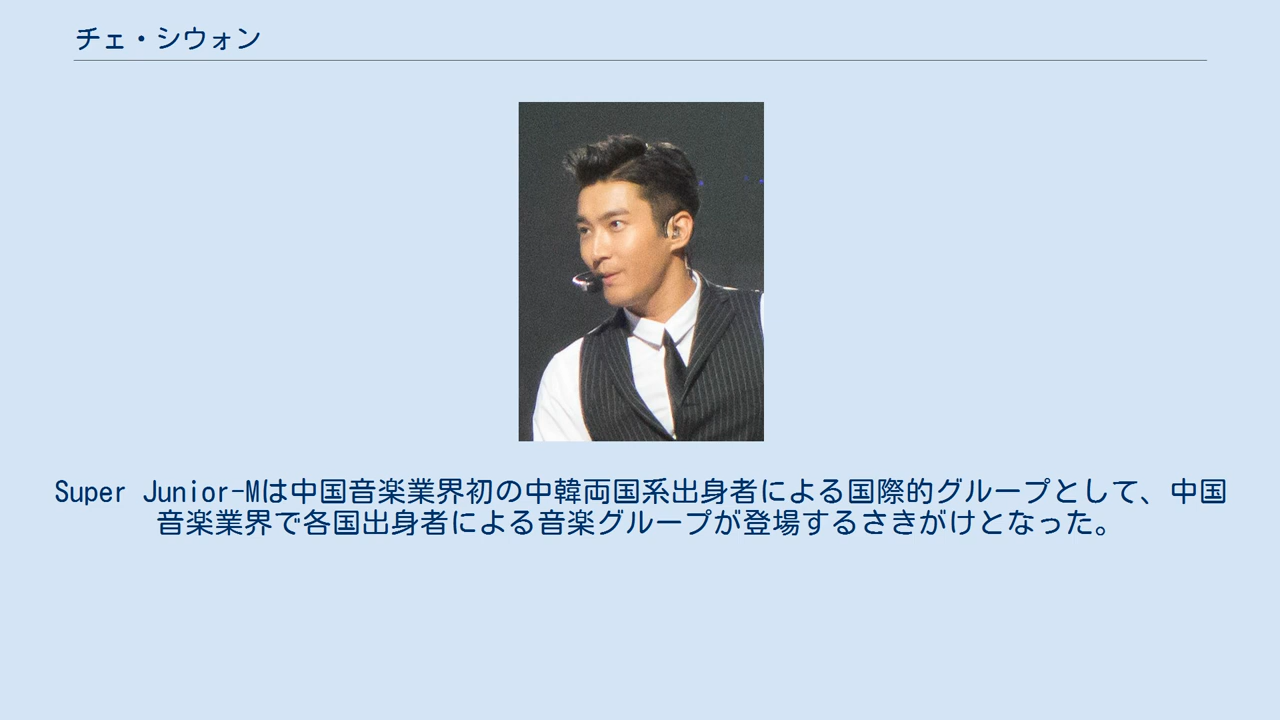 チェ・シウォン
Super Junior-Mは中国音楽業界初の中韓両国系出身者による国際的グループとして、中国
音楽業界で各国出身者による音楽グループが登場するさきがけとなった。